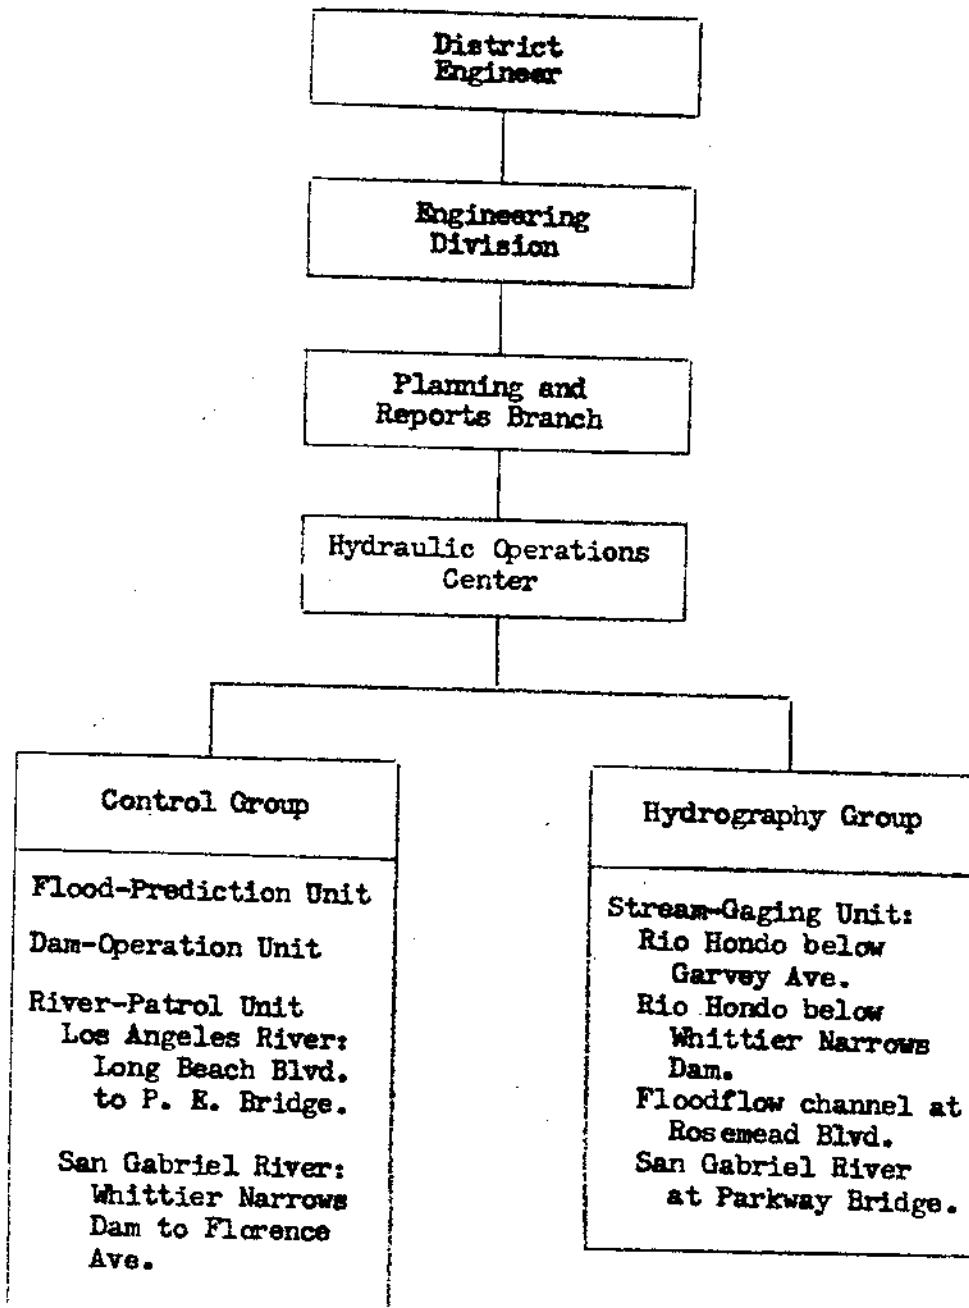 District
Engineer
Engineering
Division
Planning and
Reports Branch
Hydraulic Operations
Center
Control Group
Flood-Prediction Unit
Dam-Operation Unit
River-Patrol Unit
Los Angeles River:
Long Beach Blvd.
to P. E. Bridge.
San Gabriel River:
Whittier Narrows
Dam to Florence
Ave.
Hydrography Group
Stream-Gaging Unit:
Rio Hondo below
Garvey Ave.
Rio Hondo below
Whittier Narrows
Dam.
Floodflow channel at
Rosemead Blvd.
San Gabriel River
at Parkway Bridge.